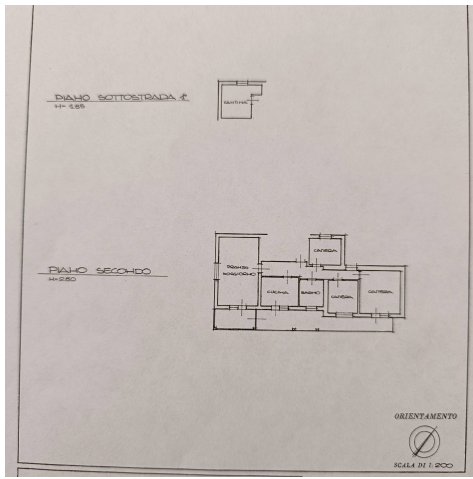 PIANO SOTTOSTRADA 1°
CANTINA
CAMERA
PRANZO
SOGGIORNO
PIANO SECONDO
H=2.80
CUCINA
BAGNO
CAMERA
CAMERA
ORIENTAMENTO
SCALA DI 1: 200